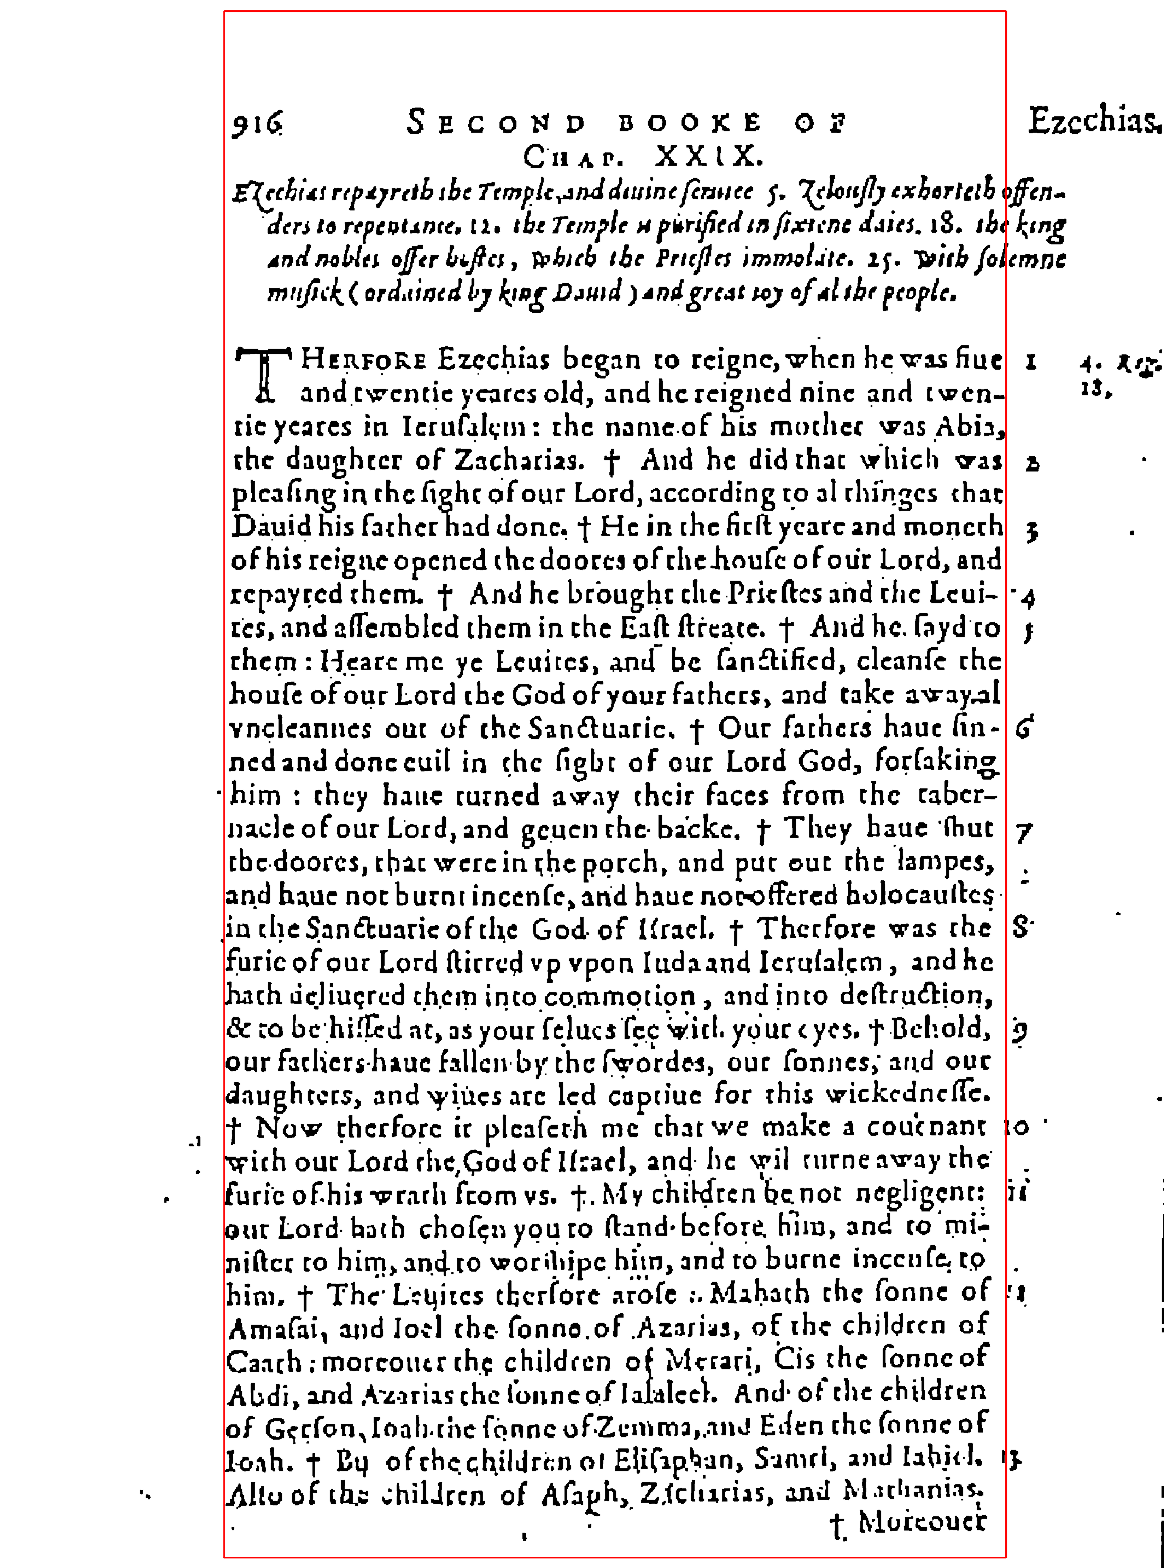 916 SECOND BOOKE OF Ezechias.
CHAP. XXIX.
Ezechias repayreth the Temple, and diuine seruice 5. Zelously exhorteth offen-
ders to repentance. 12. the Temple is purified in sixtene daies. 18. the king
and nobles offer hostes, which the Priestes immolate. 25. With solemne
musick (ordained by king Dauid) and great ioy of al the people.
THERFORE Ezechias began to reigne, when he was fiue 1 4. Reg.
and twentie yeares old, and he reigned nine and twen- 18.
tie yeares in Ierusalem: the name of his mother was Abia,
the daughter of Zacharias. † And he did that which was 2
pleasing in the sight of our Lord, according to al thinges that
Dauid his father had done. † He in the first yeare and moneth 3
of his reigne opened the doores of the house of our Lord, and
repayred them. † And he brought the Priestes and the Leui- 4
tes, and assembled them in the East streate. † And he sayd to 5
them: Heare me ye Leuites, and be sanctified, cleanse the
house of our Lord the God of your fathers, and take away al
vncleannes out of the Sanctuarie. † Our fathers haue sin- 6
ned and done euil in the sight of our Lord God, forsaking
him : they haue turned away their faces from the taber-
nacle of our Lord, and geuen the backe. † They haue shut 7
the doores, that were in the porch, and put out the lampes,
and haue not burnt incense, and haue not offered holocaustes
in the Sanctuarie of the God of Israel. † Therfore was the 8
furie of our Lord stirred vp vpon Iuda and Ierusalem, and he
hath deliuered them into commotion, and into destruction,
& to be hissed at, as your selues see with your eyes. † Behold, 9
our fathers haue fallen by the swordes, our sonnes, and our
daughters, and wiues are led captiue for this wickednesse.
† Now therfore it pleaseth me that we make a couenant 10
with our Lord the God of Israel, and he wil turne away the
furie of his wrath from vs. †. My children be not negligent: 11
our Lord hath chosen you to stand before him, and to mi-
nister to him, and to worshipe him, and to burne incense to
him. † The Leuites therfore arose : Mahath the sonne of 12
Amasai, and Ioel the sonne of Azarias, of the children of
Caath: moreouer the children of Merari, Cis the sonne of
Abdi, and Azarias the sonne of Ialaleel. And of the children
of Gerson, Ioah the sonne of Zemma, and Eden the sonne of
Ioah. † By of the children of Elisaphan, Samri, and Iahiel. 13
Also of the children of Asaph, Zacharias, and Mathanias.
† Moreouer